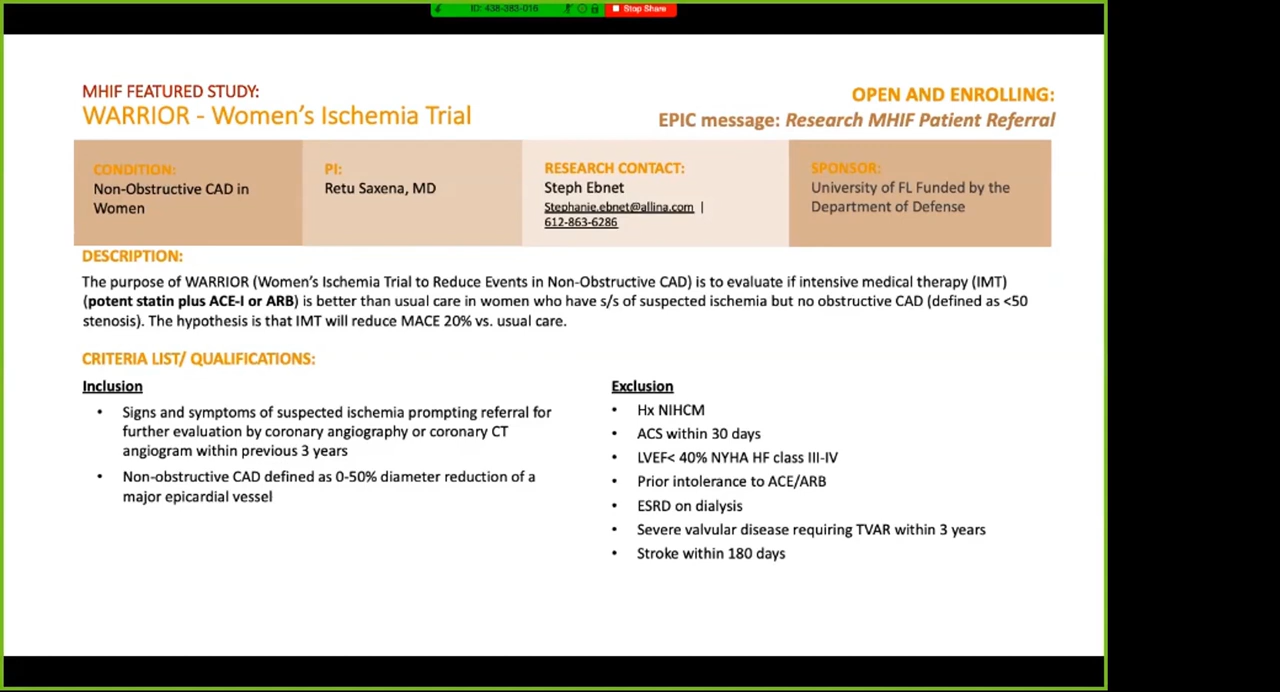 ID: 438-383-016
Stop Share
MHIF FEATURED STUDY:
WARRIOR - Women's Ischemia Trial
OPEN AND ENROLLING:
EPIC message: Research MHIF Patient Referral
CONDITION:
Non-Obstructive CAD in
Women
PI:
Retu Saxena, MD
RESEARCH CONTACT:
Steph Ebnet
Stephanie.ebnet@allina.com |
612-863-6286
SPONSOR:
University of FL Funded by the
Department of Defense
DESCRIPTION:
The purpose of WARRIOR (Women's Ischemia Trial to Reduce Events in Non-Obstructive CAD) is to evaluate if intensive medical therapy (IMT)
(potent statin plus ACE-I or ARB) is better than usual care in women who have s/s of suspected ischemia but no obstructive CAD (defined as <50
stenosis). The hypothesis is that IMT will reduce MACE 20% vs. usual care.
CRITERIA LIST/ QUALIFICATIONS:
Inclusion
• Signs and symptoms of suspected ischemia prompting referral for
further evaluation by coronary angiography or coronary CT
angiogram within previous 3 years
• Non-obstructive CAD defined as 0-50% diameter reduction of a
major epicardial vessel
Exclusion
• Hx NIHCM
• ACS within 30 days
• LVEF< 40% NYHA HF class III-IV
• Prior intolerance to ACE/ARB
• ESRD on dialysis
• Severe valvular disease requiring TVAR within 3 years
• Stroke within 180 days